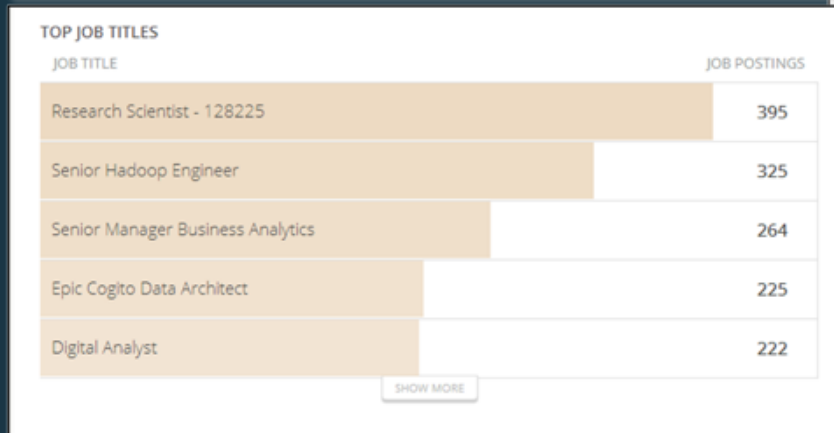 TOP JOB TITLES
JOB TITLE JOB POSTINGS
Research Scientist - 128225 395
Senior Hadoop Engineer 325
Senior Manager Business Analytics 264
Epic Cogito Data Architect 225
Digital Analyst 222
SHOW MORE